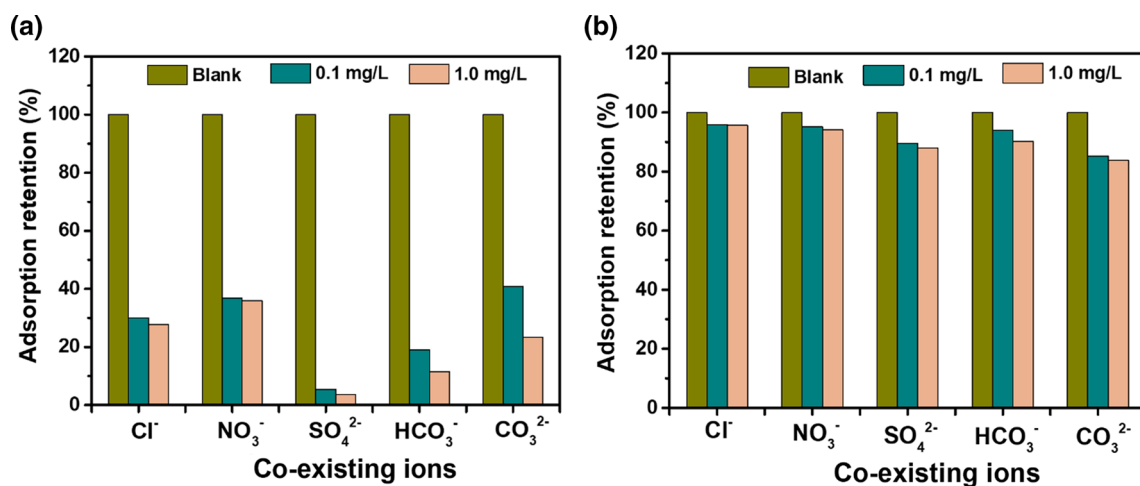 (a)
120
100
80
60
40
20
0
Adsorption retention (%)
Blank 0.1 mg/L 1.0 mg/L
Cl⁻ NO₃⁻ SO₄²⁻ HCO₃⁻ CO₃²⁻
Co-existing ions
(b)
120
100
80
60
40
20
0
Adsorption retention (%)
Blank 0.1 mg/L 1.0 mg/L
Cl⁻ NO₃⁻ SO₄²⁻ HCO₃⁻ CO₃²⁻
Co-existing ions